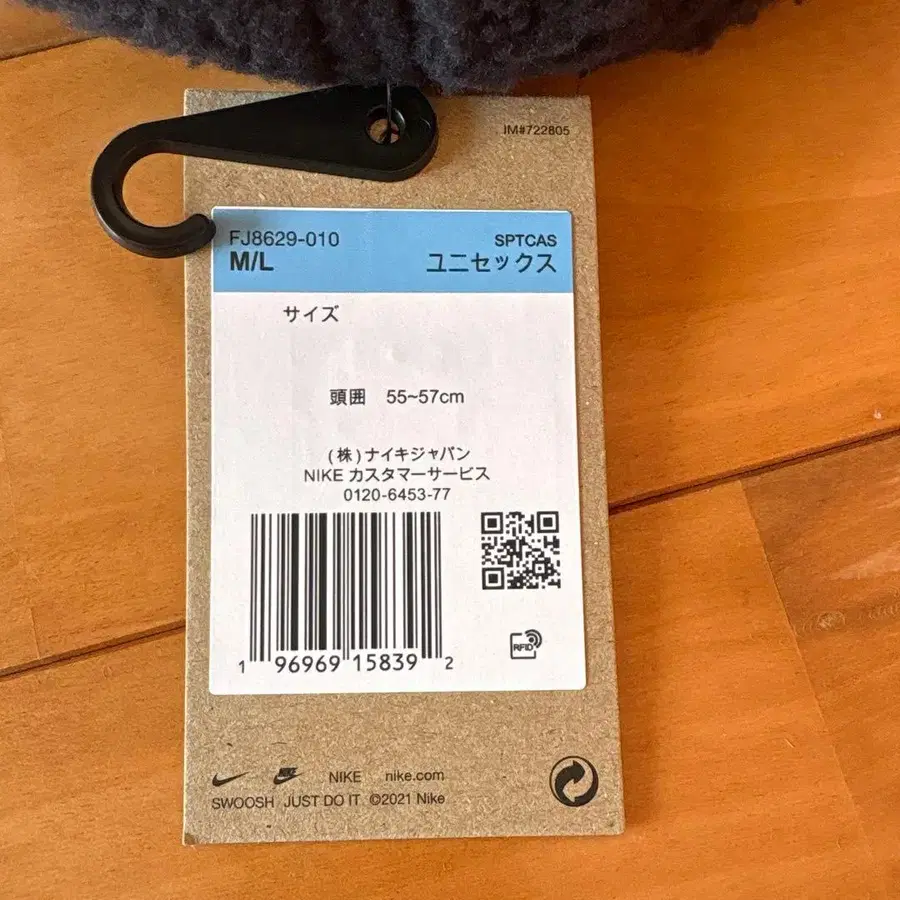 IM#722805
FJ8629-010
SPTCAS
M/L
ユニセックス
サイズ
頭囲 55~57cm
(株)ナイキジャパン
NIKE カスタマーサービス
0120-6453-77
RFID
1 96969 15839 2
NIKE nike.com
SWOOSH JUST DO IT ©2021 Nike